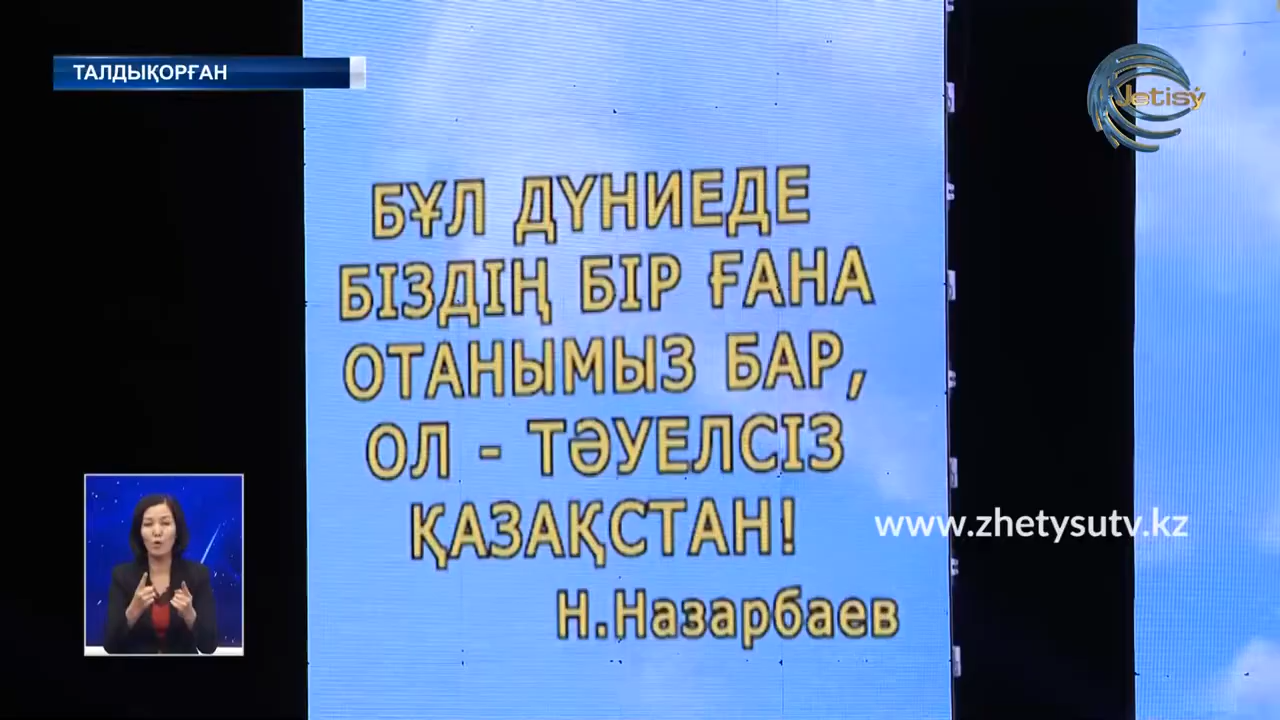 ТАЛДЫҚОРҒАН
Jetisý
БҰЛ ДҮНИЕДЕ
БІЗДІҢ БІР ҒАНА
ОТАНЫМЫЗ БАР,
ОЛ - ТӘУЕЛСІЗ
ҚАЗАҚСТАН!
Н.Назарбаев
www.zhetysutv.kz